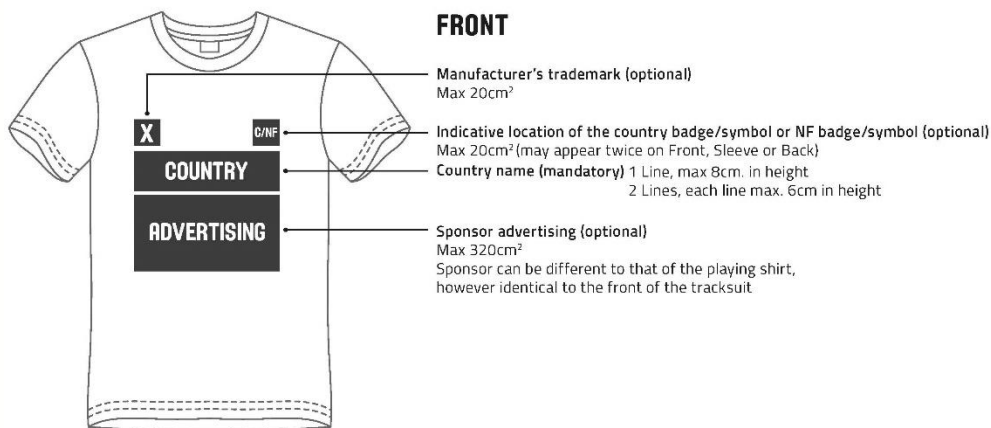 FRONT
Manufacturer's trademark (optional)
Max 20cm²
X
C/NF
Indicative location of the country badge/symbol or NF badge/symbol (optional)
Max 20cm² (may appear twice on Front, Sleeve or Back)
COUNTRY
Country name (mandatory) 1 Line, max 8cm. in height
2 Lines, each line max. 6cm in height
ADVERTISING
Sponsor advertising (optional)
Max 320cm²
Sponsor can be different to that of the playing shirt,
however identical to the front of the tracksuit